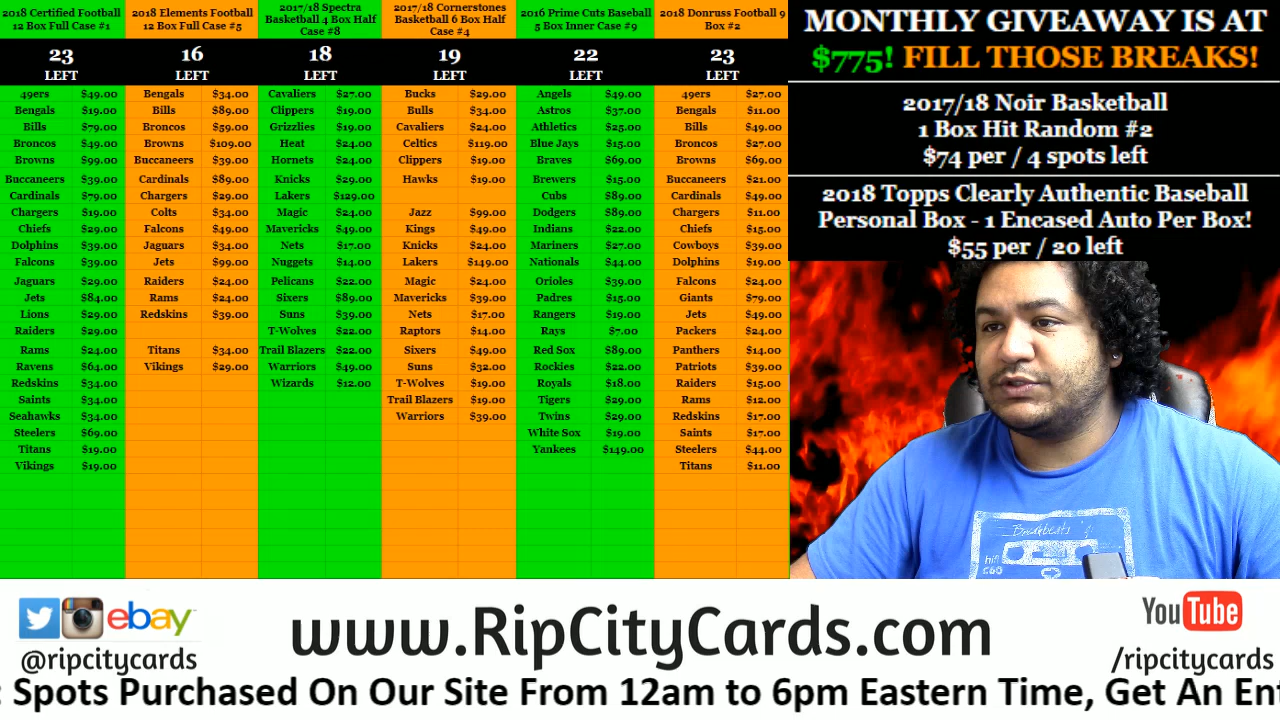 2018 Certified Football
12 Box Full Case #1
23
LEFT
49ers $49.00
Bengals $19.00
Bills $79.00
Broncos $49.00
Browns $99.00
Buccaneers $39.00
Cardinals $79.00
Chargers $19.00
Chiefs $29.00
Dolphins $39.00
Falcons $39.00
Jaguars $29.00
Jets $84.00
Lions $29.00
Raiders $29.00
Rams $24.00
Ravens $64.00
Redskins $34.00
Saints $34.00
Seahawks $34.00
Steelers $69.00
Titans $19.00
Vikings $19.00
2018 Elements Football
12 Box Full Case #5
16
LEFT
Bengals $34.00
Bills $89.00
Broncos $59.00
Browns $109.00
Buccaneers $39.00
Cardinals $89.00
Chargers $29.00
Colts $34.00
Falcons $49.00
Jaguars $34.00
Jets $99.00
Raiders $24.00
Rams $24.00
Redskins $39.00
Titans $34.00
Vikings $29.00
2017/18 Spectra
Basketball 4 Box Half
Case #8
18
LEFT
Cavaliers $27.00
Clippers $19.00
Grizzlies $19.00
Heat $24.00
Hornets $24.00
Knicks $29.00
Lakers $129.00
Magic $24.00
Mavericks $49.00
Nets $17.00
Nuggets $14.00
Pelicans $22.00
Sixers $89.00
Suns $39.00
T-Wolves $22.00
Trail Blazers $22.00
Warriors $49.00
Wizards $12.00
2017/18 Cornerstones
Basketball 6 Box Half
Case #4
19
LEFT
Bucks $29.00
Bulls $34.00
Cavaliers $24.00
Celtics $119.00
Clippers $19.00
Hawks $19.00
Jazz $99.00
Kings $49.00
Knicks $24.00
Lakers $149.00
Magic $24.00
Mavericks $39.00
Nets $17.00
Raptors $14.00
Sixers $49.00
Suns $32.00
T-Wolves $19.00
Trail Blazers $19.00
Warriors $39.00
2016 Prime Cuts Baseball
5 Box Inner Case #9
22
LEFT
Angels $49.00
Astros $37.00
Athletics $25.00
Blue Jays $15.00
Braves $69.00
Brewers $15.00
Cubs $89.00
Dodgers $89.00
Indians $22.00
Mariners $27.00
Nationals $44.00
Orioles $39.00
Padres $15.00
Rangers $19.00
Rays $7.00
Red Sox $89.00
Rockies $22.00
Royals $18.00
Tigers $29.00
Twins $29.00
White Sox $19.00
Yankees $149.00
2018 Donruss Football 9
Box #2
23
LEFT
49ers $27.00
Bengals $11.00
Bills $49.00
Broncos $27.00
Browns $69.00
Buccaneers $21.00
Cardinals $49.00
Chargers $11.00
Chiefs $15.00
Cowboys $39.00
Dolphins $19.00
Falcons $24.00
Giants $79.00
Jets $49.00
Packers $24.00
Panthers $14.00
Patriots $39.00
Raiders $15.00
Rams $12.00
Redskins $17.00
Saints $17.00
Steelers $44.00
Titans $11.00
MONTHLY GIVEAWAY IS AT
$775! FILL THOSE BREAKS!
2017/18 Noir Basketball
1 Box Hit Random #2
$74 per / 4 spots left
2018 Topps Clearly Authentic Baseball
Personal Box - 1 Encased Auto Per Box!
$55 per / 20 left
Breakbeats
hifi
C60
ebay
@ripcitycards
www.RipCityCards.com
YouTube
/ripcitycards
: Spots Purchased On Our Site From 12am to 6pm Eastern Time, Get An Ent